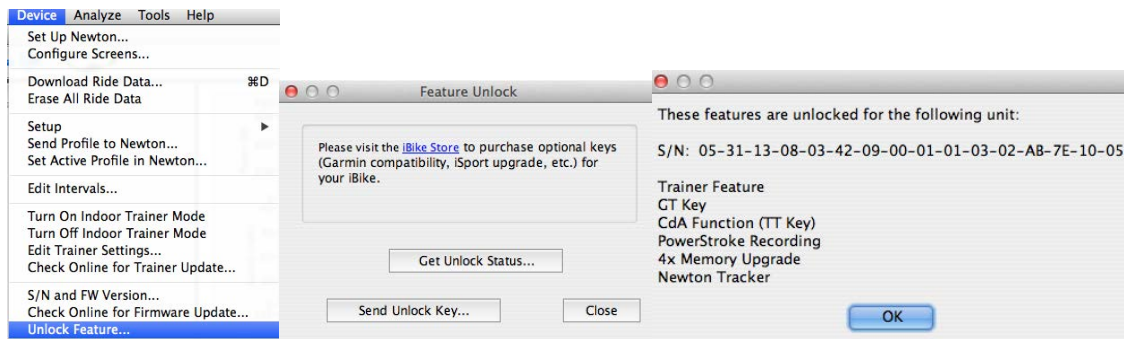 Device Analyze Tools Help
Set Up Newton...
Configure Screens...
Download Ride Data... ⌘D
Erase All Ride Data
Setup ▶
Send Profile to Newton...
Set Active Profile in Newton...
Edit Intervals...
Turn On Indoor Trainer Mode
Turn Off Indoor Trainer Mode
Edit Trainer Settings...
Check Online for Trainer Update...
S/N and FW Version...
Check Online for Firmware Update...
Unlock Feature...
Feature Unlock
Please visit the iBike Store to purchase optional keys
(Garmin compatibility, iSport upgrade, etc.) for
your iBike.
Get Unlock Status...
Send Unlock Key...
Close
These features are unlocked for the following unit:
S/N: 05-31-13-08-03-42-09-00-01-01-03-02-AB-7E-10-05
Trainer Feature
GT Key
CdA Function (TT Key)
PowerStroke Recording
4x Memory Upgrade
Newton Tracker
OK